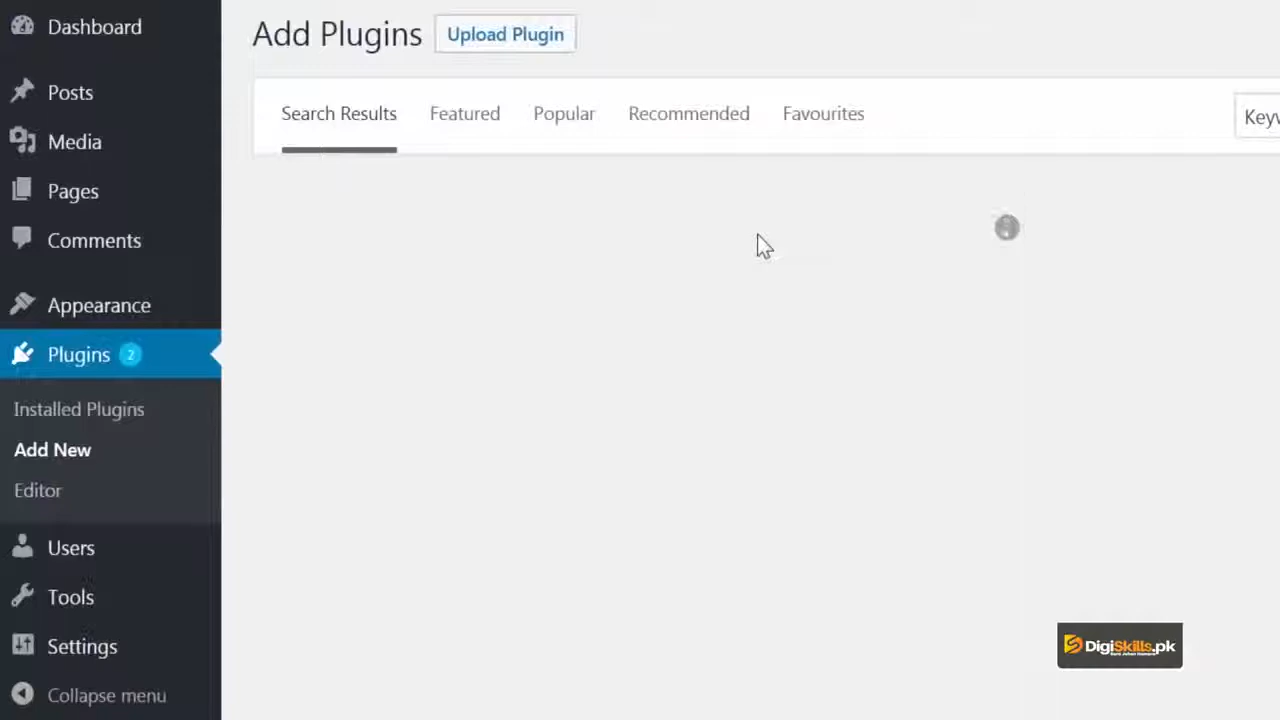 Dashboard
Posts
Media
Pages
Comments
Appearance
Plugins 2
Installed Plugins
Add New
Editor
Users
Tools
Settings
Collapse menu
Add Plugins Upload Plugin
Search Results Featured Popular Recommended Favourites
DigiSkills.pk